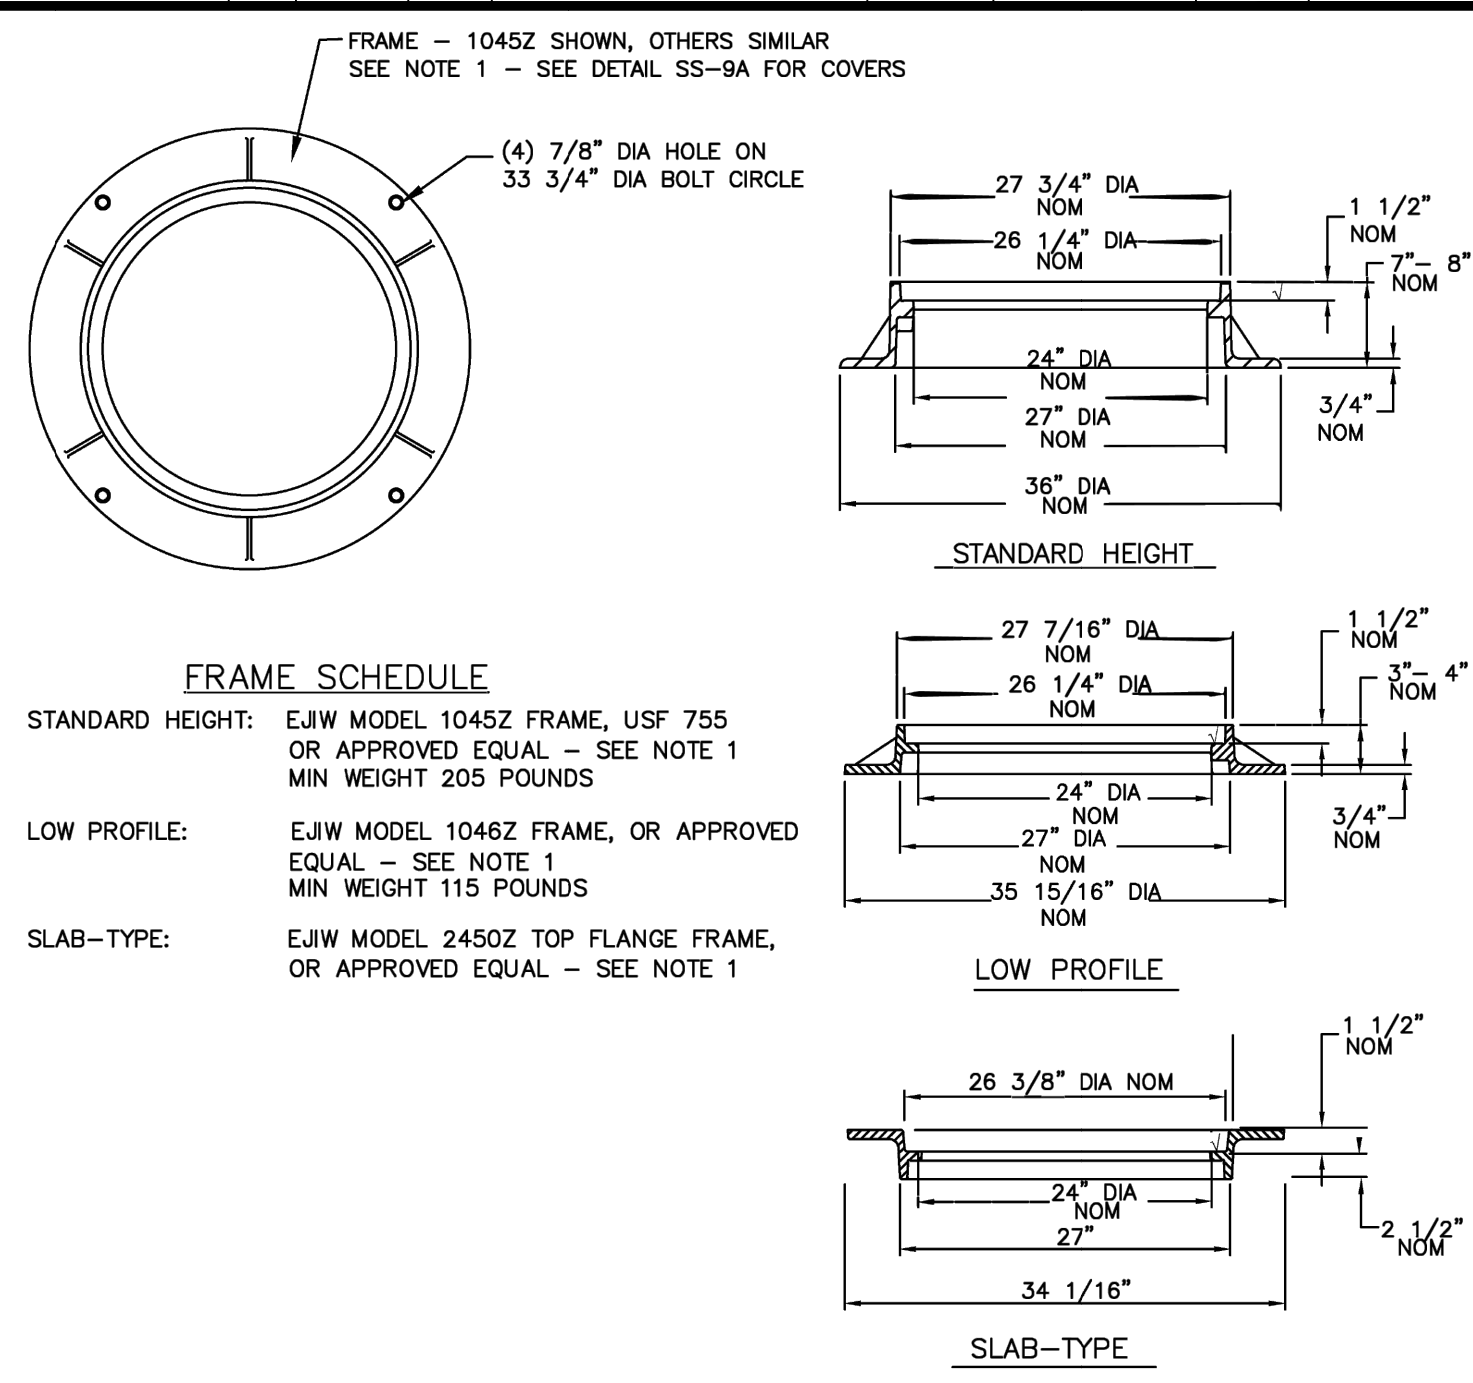 FRAME – 1045Z SHOWN, OTHERS SIMILAR
SEE NOTE 1 – SEE DETAIL SS-9A FOR COVERS
(4) 7/8" DIA HOLE ON
33 3/4" DIA BOLT CIRCLE
27 3/4" DIA
NOM
26 1/4" DIA
NOM
1 1/2"
NOM
7"– 8"
NOM
24" DIA
NOM
27" DIA
NOM
36" DIA
NOM
3/4"
NOM
STANDARD HEIGHT
FRAME SCHEDULE
STANDARD HEIGHT: EJIW MODEL 1045Z FRAME, USF 755
OR APPROVED EQUAL – SEE NOTE 1
MIN WEIGHT 205 POUNDS
LOW PROFILE: EJIW MODEL 1046Z FRAME, OR APPROVED
EQUAL – SEE NOTE 1
MIN WEIGHT 115 POUNDS
SLAB-TYPE: EJIW MODEL 2450Z TOP FLANGE FRAME,
OR APPROVED EQUAL – SEE NOTE 1
27 7/16" DIA
NOM
26 1/4" DIA
NOM
1 1/2"
NOM
3"– 4"
NOM
24" DIA
NOM
27" DIA
NOM
35 15/16" DIA
NOM
3/4"
NOM
LOW PROFILE
26 3/8" DIA NOM
1 1/2"
NOM
24" DIA
NOM
27"
34 1/16"
2 1/2"
NOM
SLAB-TYPE